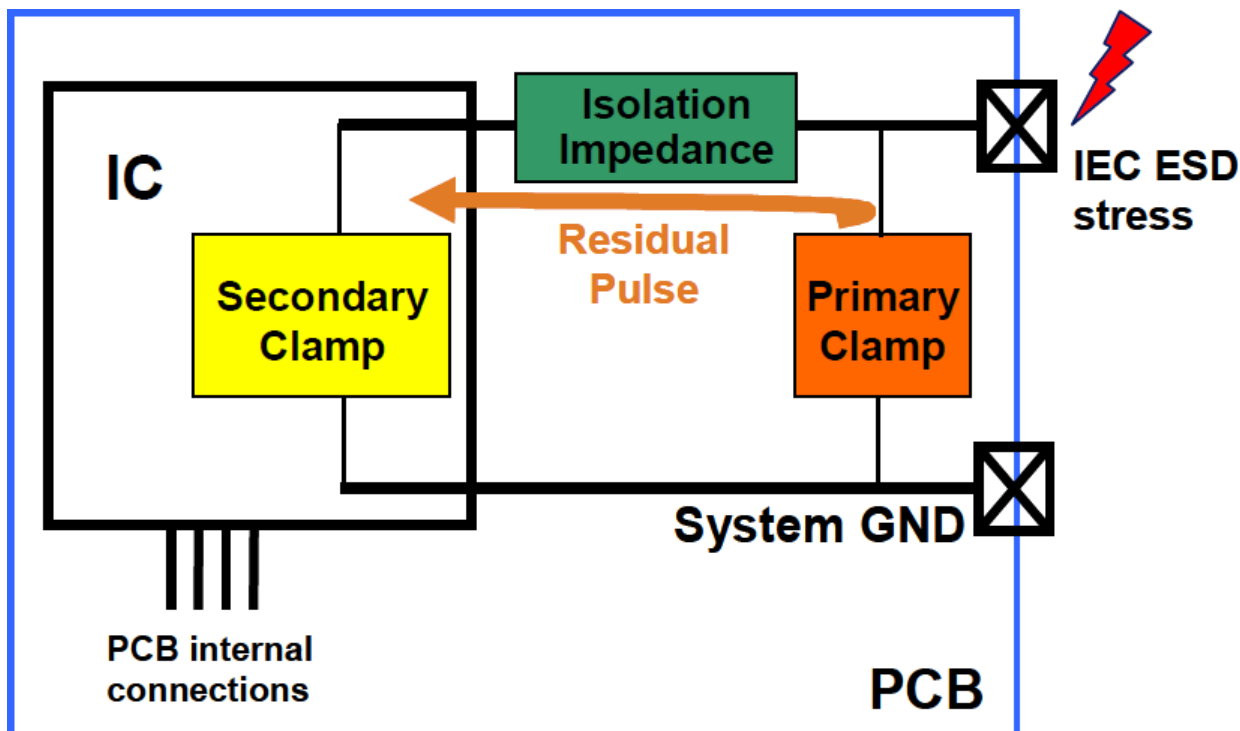 Isolation
Impedance
IC
IEC ESD
stress
Residual
Pulse
Secondary
Clamp
Primary
Clamp
System GND
PCB internal
connections
PCB